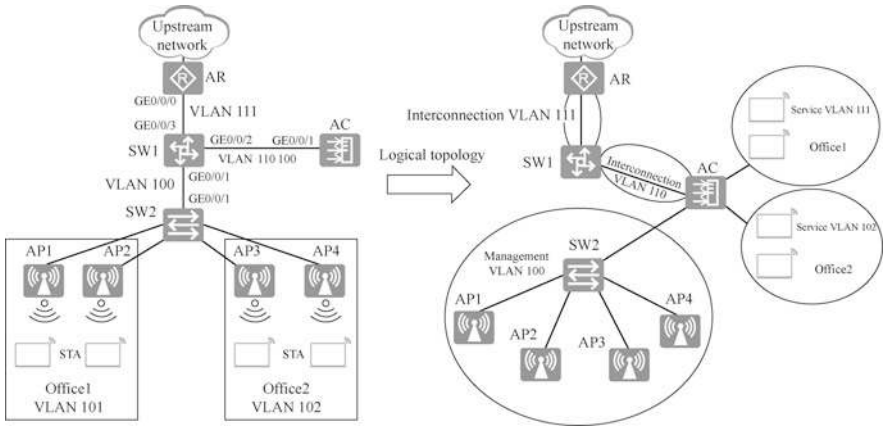 Upstream
network
AR
GE0/0/0
VLAN 111
GE0/0/3
AC
GE0/0/2
GE0/0/1
SW1
VLAN 110 100
VLAN 100
GE0/0/1
GE0/0/1
SW2
AP1
AP2
AP3
AP4
STA
STA
Office1
VLAN 101
Office2
VLAN 102
Logical topology
Upstream
network
AR
Interconnection VLAN 111
SW1
Interconnection
VLAN 110
AC
Service VLAN 111
Office1
Service VLAN 102
Office2
SW2
Management
VLAN 100
AP1
AP2
AP3
AP4